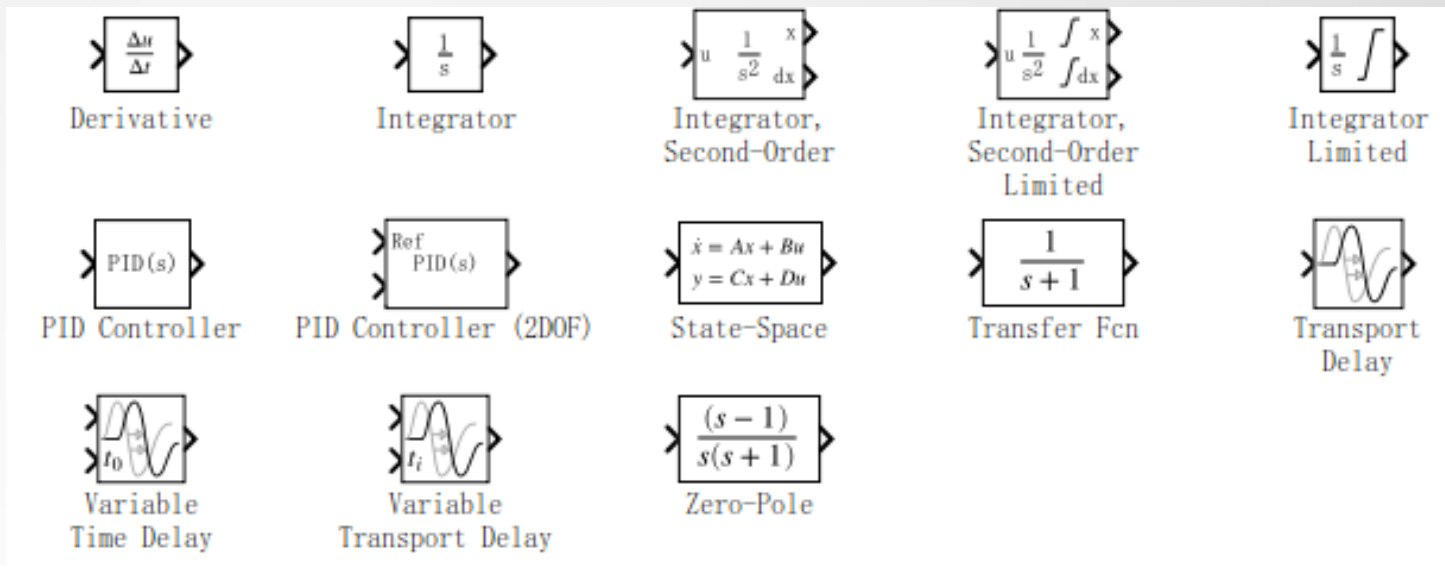 Δu
Δt
Derivative
1
s
Integrator
u 1 x
s² dx
Integrator,
Second-Order
u 1 ∫ x
s² ∫dx
Integrator,
Second-Order
Limited
1 ∫
s
Integrator
Limited
PID(s)
PID Controller
Ref
PID(s)
PID Controller (2DOF)
ẋ = Ax + Bu
y = Cx + Du
State-Space
1
s + 1
Transfer Fcn
Transport
Delay
t₀
Variable
Time Delay
tᵢ
Variable
Transport Delay
(s − 1)
s(s + 1)
Zero-Pole